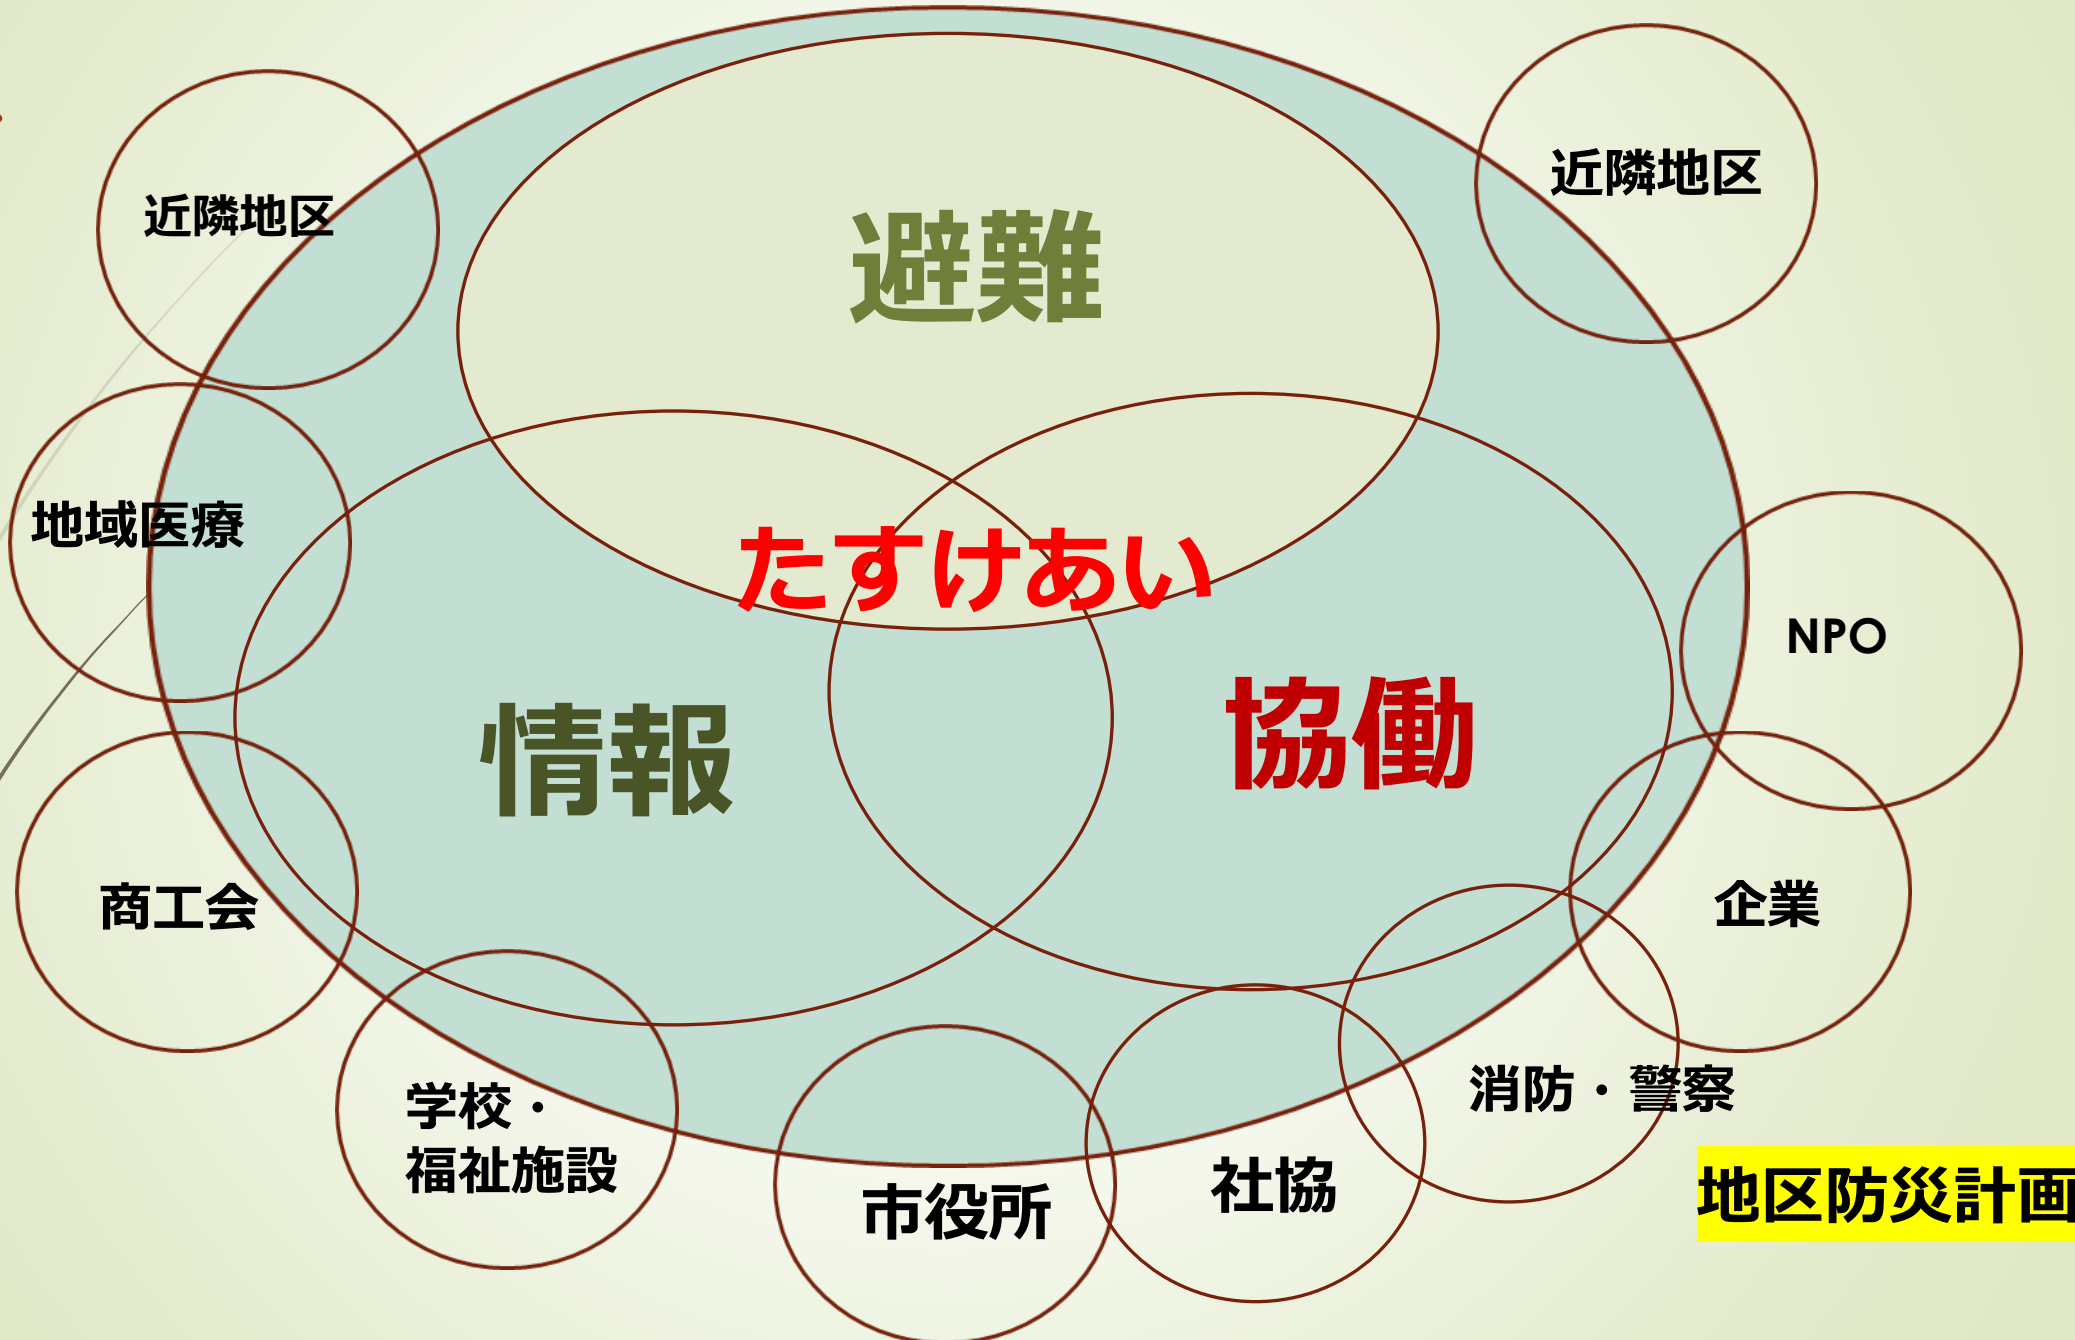 近隣地区
近隣地区
避難
地域医療
たすけあい
NPO
情報
協働
商工会
企業
学校・
福祉施設
消防・警察
市役所
社協
地区防災計画